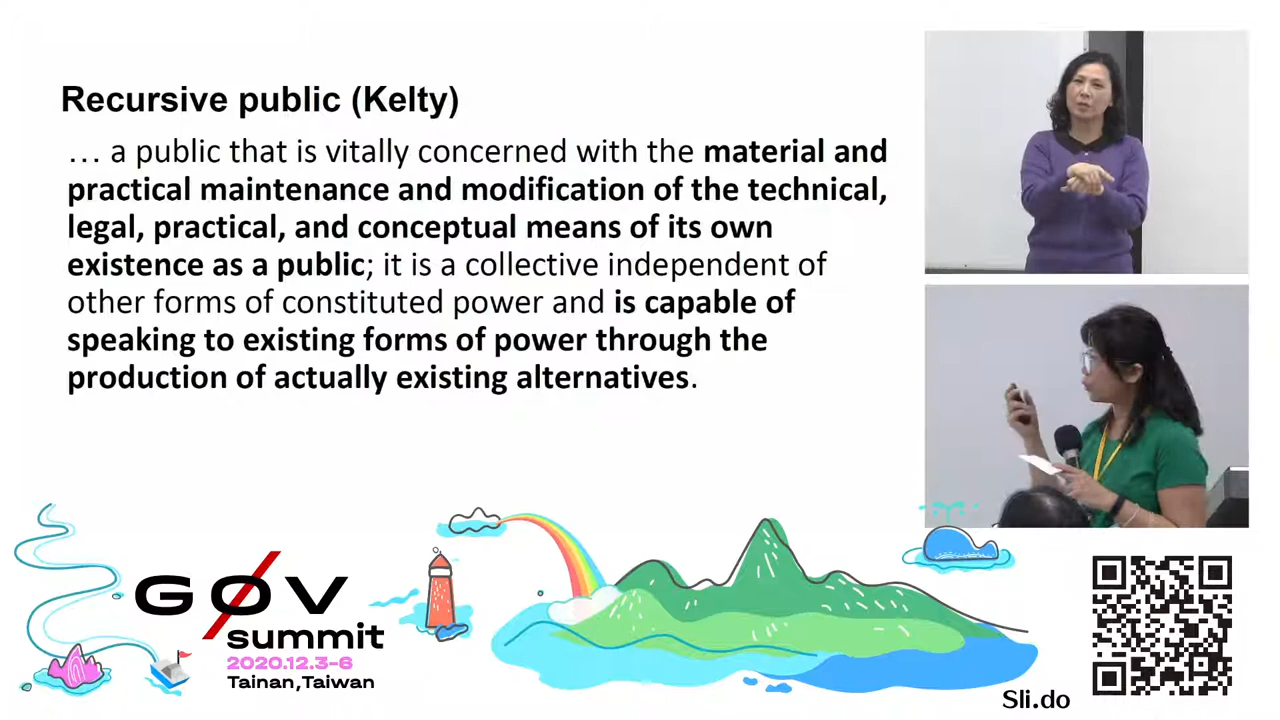 Recursive public (Kelty)
… a public that is vitally concerned with the material and
practical maintenance and modification of the technical,
legal, practical, and conceptual means of its own
existence as a public; it is a collective independent of
other forms of constituted power and is capable of
speaking to existing forms of power through the
production of actually existing alternatives.
GØV
summit
2020.12.3-6
Tainan,Taiwan
Sli.do